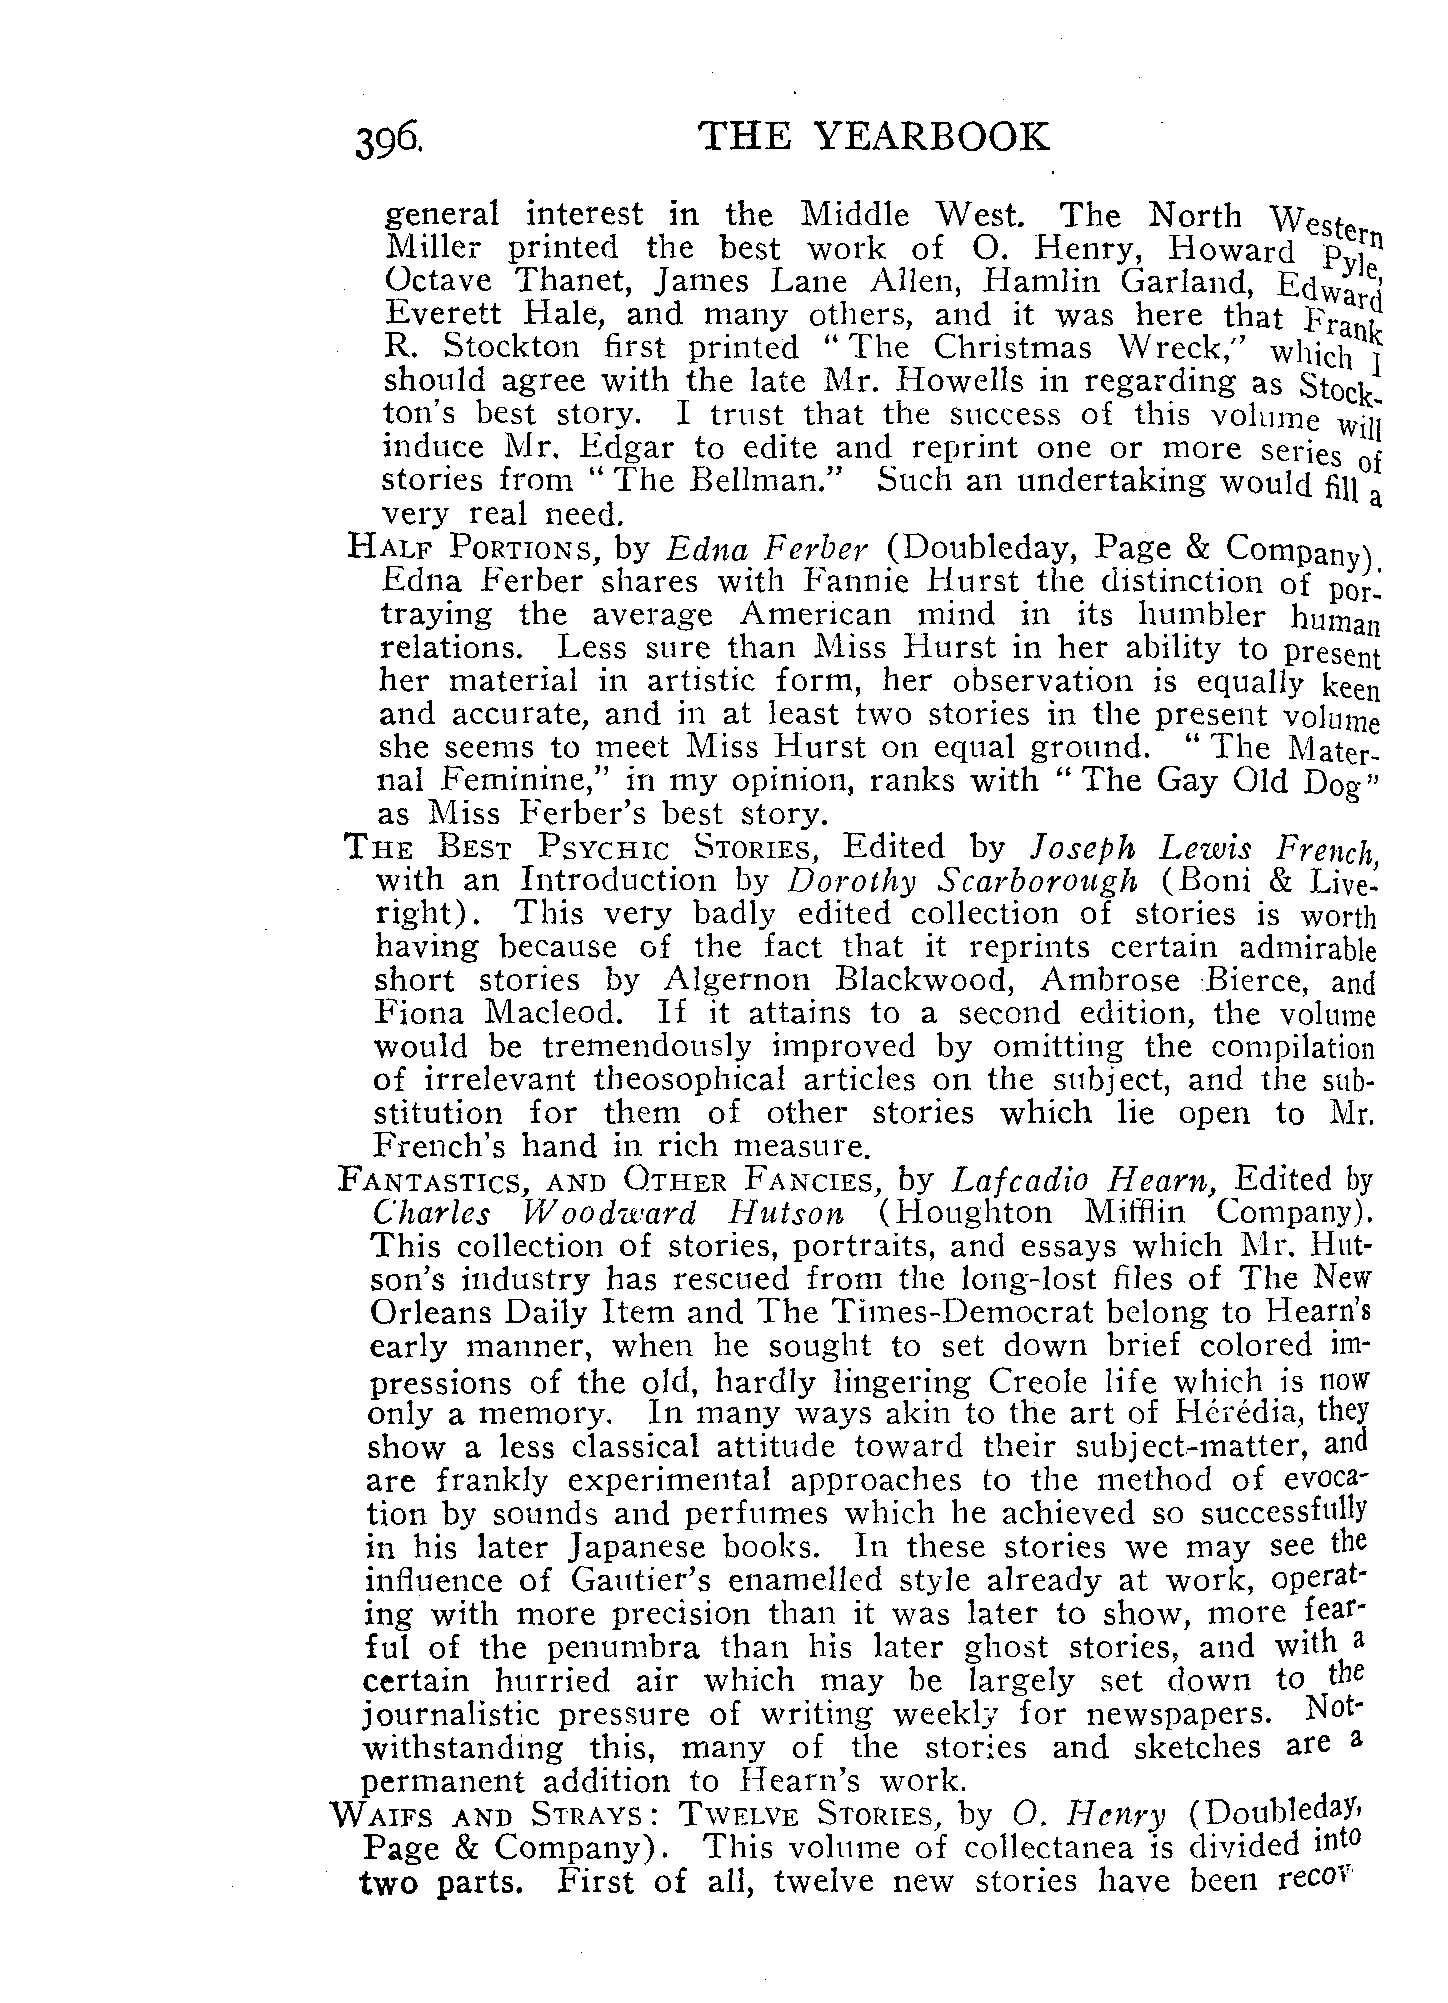 396.	THE YEARBOOK
general interest in the Middle West. The North Western
Miller printed the best work of O. Henry, Howard Pyle,
Octave Thanet, James Lane Allen, Hamlin Garland, Edward
Everett Hale, and many others, and it was here that Frank
R. Stockton first printed “The Christmas Wreck,” which I
should agree with the late Mr. Howells in regarding as Stock-
ton's best story. I trust that the success of this volume will
induce Mr. Edgar to edite and reprint one or more series of
stories from “The Bellman.” Such an undertaking would fill a
very real need.
HALF PORTIONS, by Edna Ferber (Doubleday, Page & Company).
Edna Ferber shares with Fannie Hurst the distinction of por-
traying the average American mind in its humbler human
relations. Less sure than Miss Hurst in her ability to present
her material in artistic form, her observation is equally keen
and accurate, and in at least two stories in the present volume
she seems to meet Miss Hurst on equal ground. “The Mater-
nal Feminine,” in my opinion, ranks with “The Gay Old Dog”
as Miss Ferber's best story.
THE BEST PSYCHIC STORIES, Edited by Joseph Lewis French,
with an Introduction by Dorothy Scarborough (Boni & Live-
right). This very badly edited collection of stories is worth
having because of the fact that it reprints certain admirable
short stories by Algernon Blackwood, Ambrose Bierce, and
Fiona Macleod. If it attains to a second edition, the volume
would be tremendously improved by omitting the compilation
of irrelevant theosophical articles on the subject, and the sub-
stitution for them of other stories which lie open to Mr.
French's hand in rich measure.
FANTASTICS, AND OTHER FANCIES, by Lafcadio Hearn, Edited by
Charles Woodward Hutson (Houghton Mifflin Company).
This collection of stories, portraits, and essays which Mr. Hut-
son's industry has rescued from the long-lost files of The New
Orleans Daily Item and The Times-Democrat belong to Hearn's
early manner, when he sought to set down brief colored im-
pressions of the old, hardly lingering Creole life which is now
only a memory. In many ways akin to the art of Hérédia, they
show a less classical attitude toward their subject-matter, and
are frankly experimental approaches to the method of evoca-
tion by sounds and perfumes which he achieved so successfully
in his later Japanese books. In these stories we may see the
influence of Gautier's enamelled style already at work, operat-
ing with more precision than it was later to show, more fear-
ful of the penumbra than his later ghost stories, and with a
certain hurried air which may be largely set down to the
journalistic pressure of writing weekly for newspapers. Not-
withstanding this, many of the stories and sketches are a
permanent addition to Hearn's work.
WAIFS AND STRAYS: TWELVE STORIES, by O. Henry (Doubleday,
Page & Company). This volume of collectanea is divided into
two parts. First of all, twelve new stories have been recov